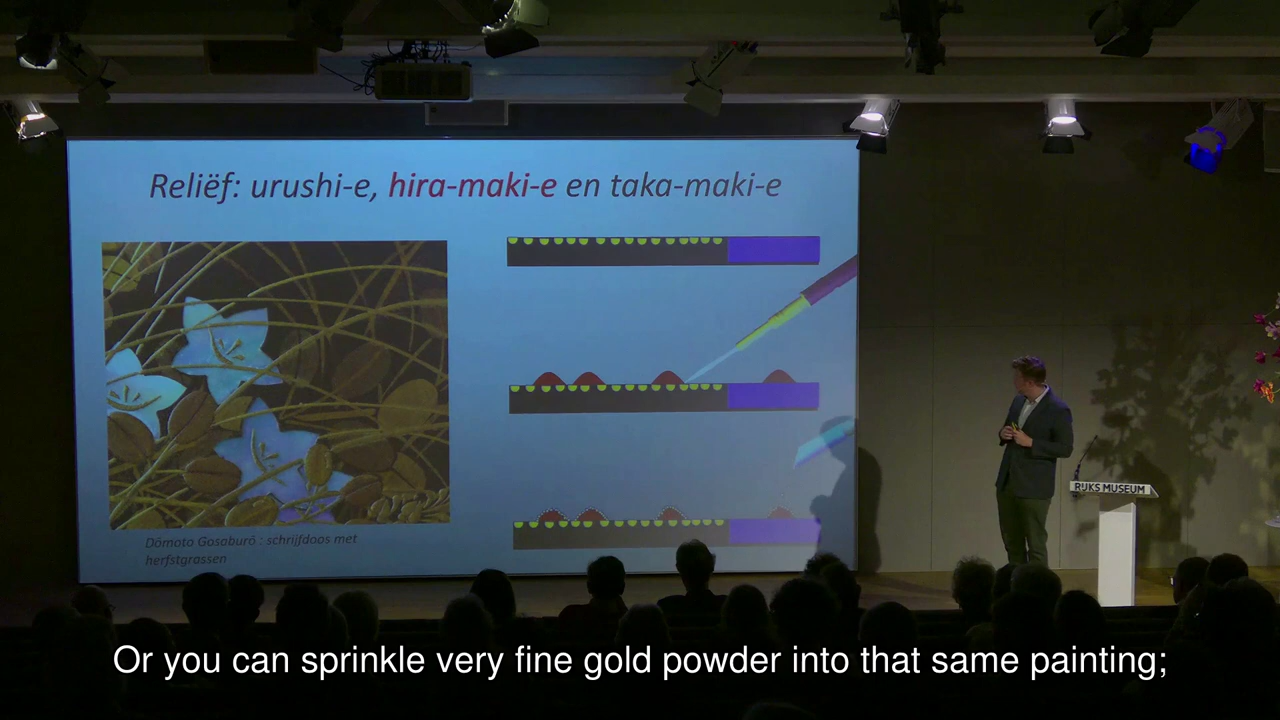 Reliëf: urushi-e, hira-maki-e en taka-maki-e
Dōmoto Gosaburō : schrijfdoos met
herfstgrassen
RIJKS MUSEUM
Or you can sprinkle very fine gold powder into that same painting;